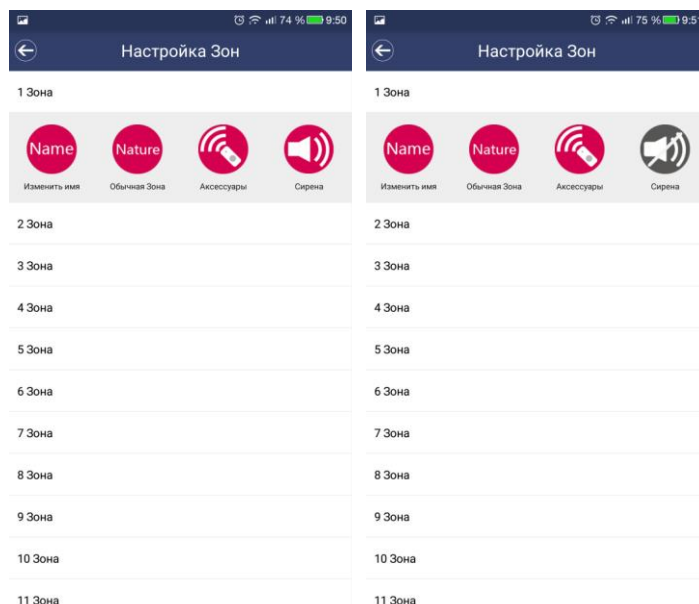 74 % 9:50
Настройка Зон
1 Зона
Name Nature
Изменить имя Обычная Зона Аксессуары Сирена
2 Зона
3 Зона
4 Зона
5 Зона
6 Зона
7 Зона
8 Зона
9 Зона
10 Зона
11 Зона
75 % 9:51
Настройка Зон
1 Зона
Name Nature
Изменить имя Обычная Зона Аксессуары Сирена
2 Зона
3 Зона
4 Зона
5 Зона
6 Зона
7 Зона
8 Зона
9 Зона
10 Зона
11 Зона